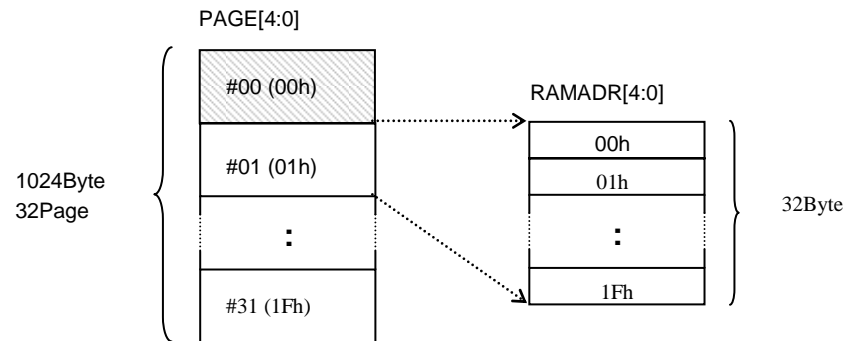 PAGE[4:0]
#00 (00h)
#01 (01h)
:
#31 (1Fh)
1024Byte
32Page
RAMADR[4:0]
00h
01h
:
1Fh
32Byte